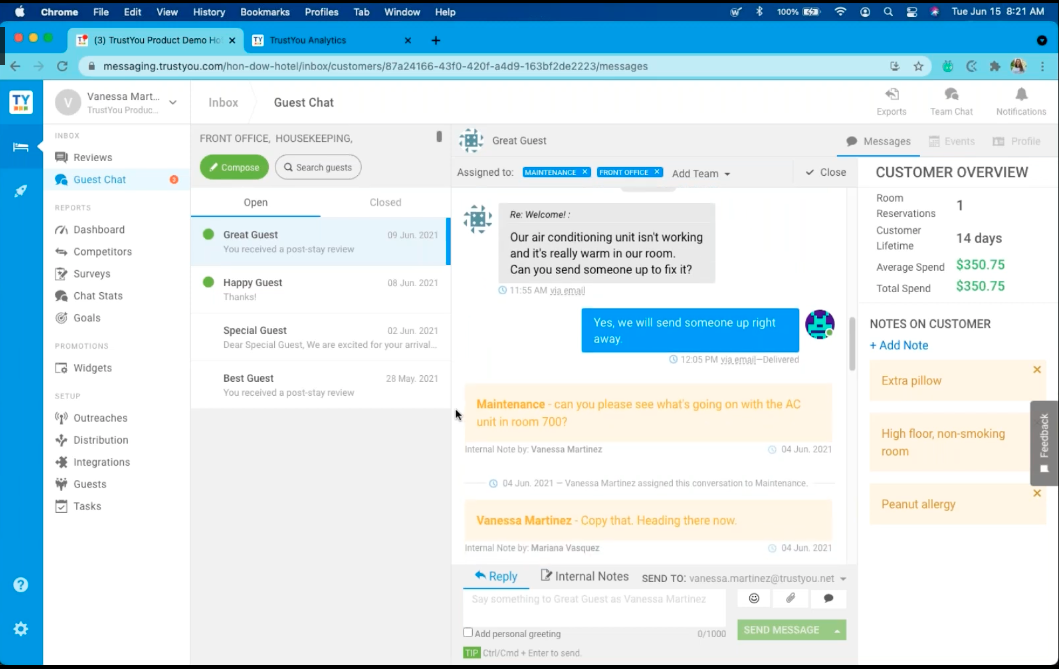 Chrome File Edit View History Bookmarks Profiles Tab Window Help
100% Tue Jun 15 8:21 AM
(3) TrustYou Product Demo Ho
TrustYou Analytics
messaging.trustyou.com/hon-dow-hotel/inbox/customers/87a24166-43f0-420f-a4d9-163bf2de2223/messages
TY
V
Vanessa Mart...
TrustYou Produc...
INBOX
Reviews
Guest Chat
REPORTS
Dashboard
Competitors
Surveys
Chat Stats
Goals
PROMOTIONS
Widgets
SETUP
Outreaches
Distribution
Integrations
Guests
Tasks
Inbox
Guest Chat
Exports
Team Chat
Notifications
FRONT OFFICE, HOUSEKEEPING,
Compose
Search guests
Open
Closed
Great Guest 09 Jun. 2021
You received a post-stay review
Happy Guest 08 Jun. 2021
Thanks!
Special Guest 02 Jun. 2021
Dear Special Guest, We are excited for your arrival...
Best Guest 28 May. 2021
You received a post-stay review
Great Guest
Assigned to: MAINTENANCE × FRONT OFFICE × Add Team
Close
Re: Welcome! :
Our air conditioning unit isn't working
and it's really warm in our room.
Can you send someone up to fix it?
11:55 AM via email
Yes, we will send someone up right
away.
12:05 PM via email—Delivered
Maintenance - can you please see what's going on with the AC
unit in room 700?
Internal Note by: Vanessa Martinez 04 Jun. 2021
04 Jun. 2021 — Vanessa Martinez assigned this conversation to Maintenance.
Vanessa Martinez - Copy that. Heading there now.
Internal Note by: Mariana Vasquez 04 Jun. 2021
Reply
Internal Notes
SEND TO: vanessa.martinez@trustyou.net
Say something to Great Guest as Vanessa Martinez
Add personal greeting
0/1000
SEND MESSAGE
TIP Ctrl/Cmd + Enter to send.
Messages
Events
Profile
CUSTOMER OVERVIEW
Room
Reservations
1
Customer
Lifetime
14 days
Average Spend $350.75
Total Spend $350.75
NOTES ON CUSTOMER
+ Add Note
Extra pillow
High floor, non-smoking
room
Peanut allergy
Feedback